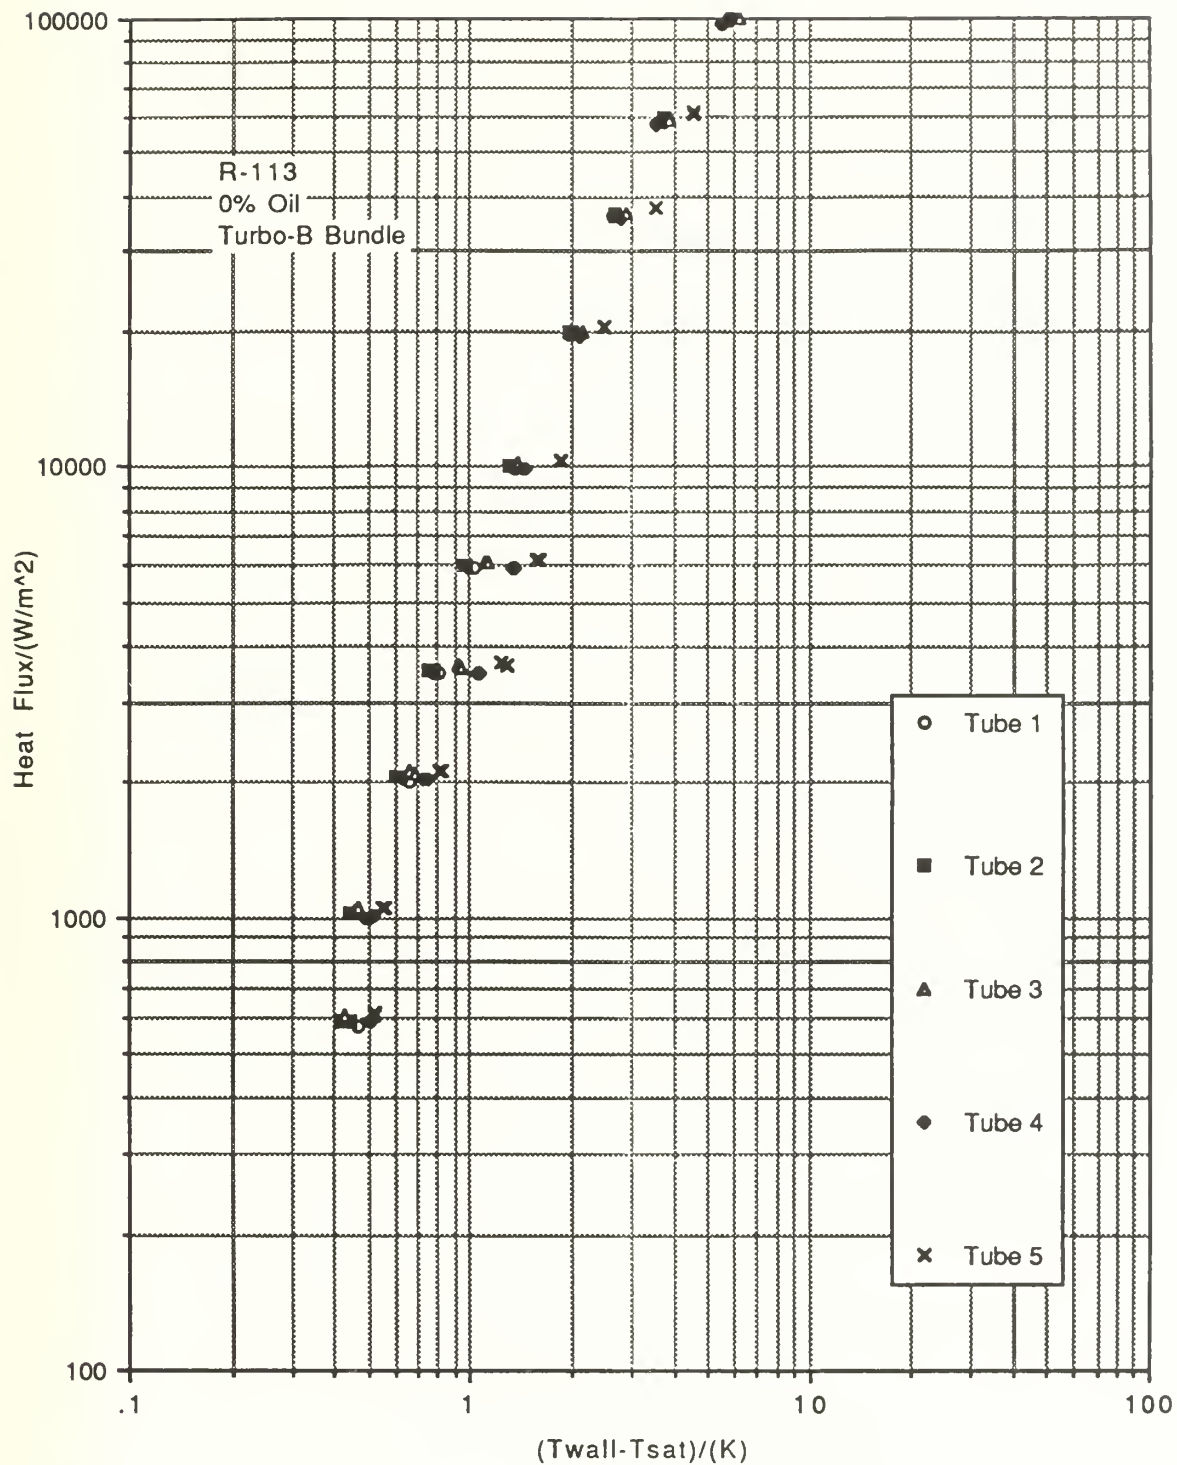 100000
R-113
0% Oil
Turbo-B Bundle
10000
Heat Flux/(W/m^2)
Tube 1
Tube 2
Tube 3
Tube 4
Tube 5
1000
100
.1
1
10
100
(Twall-Tsat)/(K)